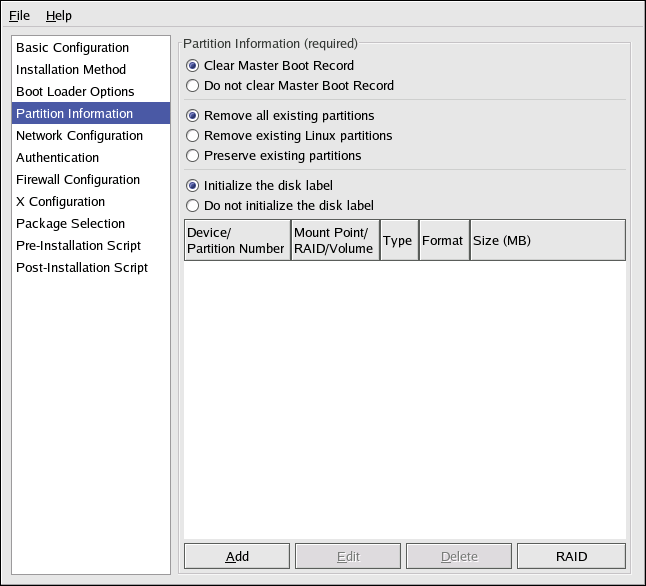 File Help
Basic Configuration
Installation Method
Boot Loader Options
Partition Information
Network Configuration
Authentication
Firewall Configuration
X Configuration
Package Selection
Pre-Installation Script
Post-Installation Script
Partition Information (required)
Clear Master Boot Record
Do not clear Master Boot Record
Remove all existing partitions
Remove existing Linux partitions
Preserve existing partitions
Initialize the disk label
Do not initialize the disk label
Device/
Partition Number
Mount Point/
RAID/Volume
Type
Format
Size (MB)
Add
Edit
Delete
RAID